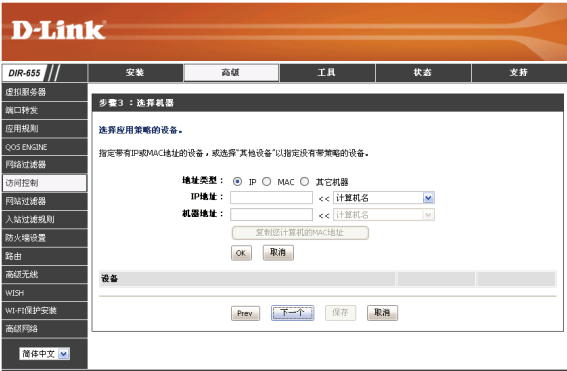 D-Link
DIR-655 // 安装 高级 工具 状态 支持
虚拟服务器
端口转发
应用规则
QOS ENGINE
网络过滤器
访问控制
网站过滤器
入站过滤规则
防火墙设置
路由
高级无线
WISH
WI-FI保护安装
高级网络
简体中文
步骤3 ：选择机器
选择应用策略的设备。
指定带有IP或MAC地址的设备，或选择"其他设备"以指定没有带策略的设备。
地址类型： IP MAC 其它机器
IP地址： << 计算机名
机器地址： << 计算机名
复制您计算机的MAC地址
OK 取消
设备
Prev 下一个 保存 取消